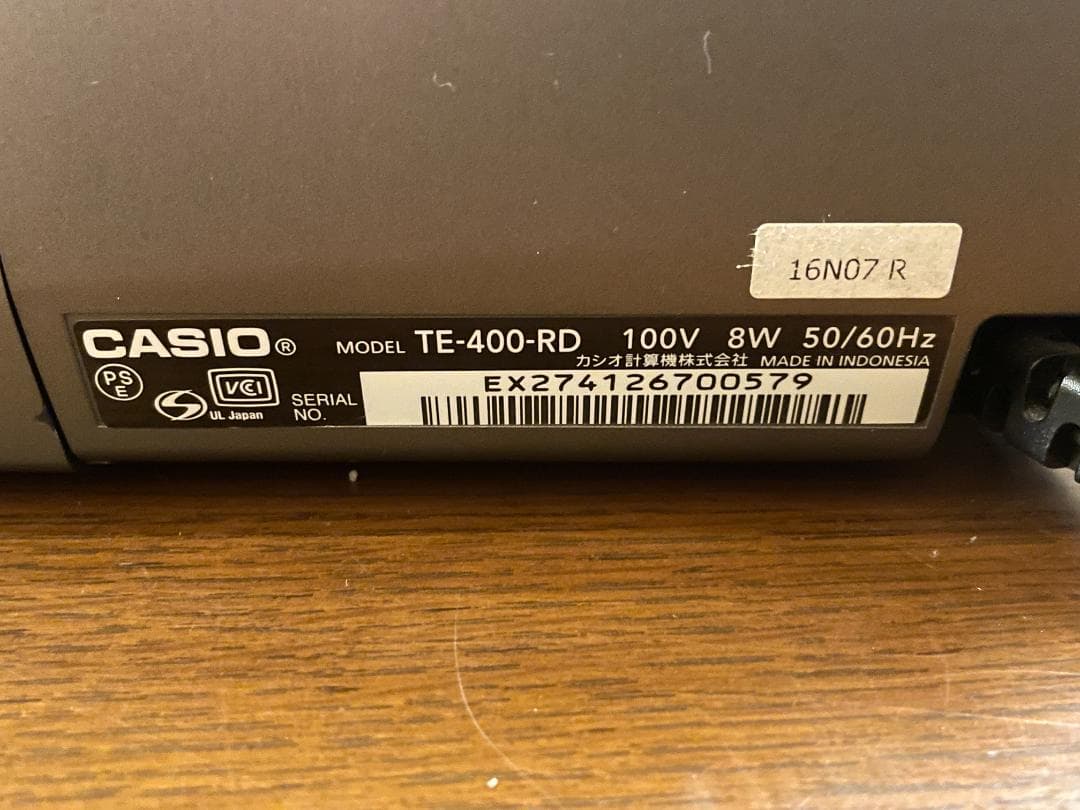 16N07 R
CASIO® MODEL TE-400-RD 100V 8W 50/60Hz
カシオ計算機株式会社 MADE IN INDONESIA
PS
E
VCI
UL Japan
SERIAL
NO.
EX274126700579